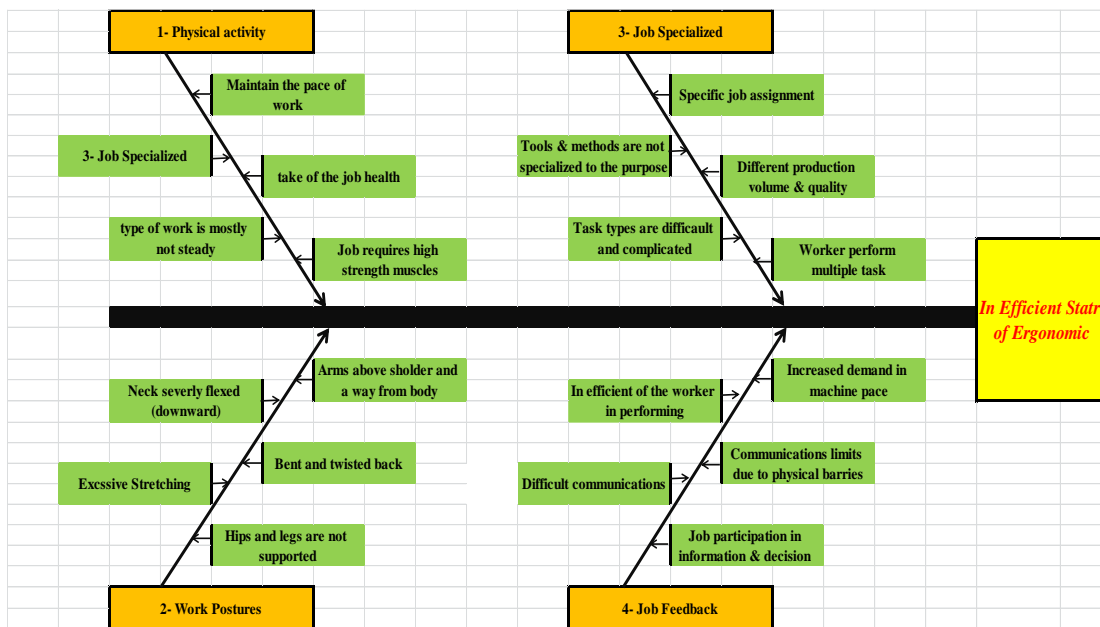 1- Physical activity
3- Job Specialized
Maintain the pace of
work
Specific job assignment
3- Job Specialized
take of the job health
Tools & methods are not
specialized to the purpose
Different production
volume & quality
type of work is mostly
not steady
Job requires high
strength muscles
Task types are difficault
and complicated
Worker perform
multiple task
In Efficient Statr
of Ergonomic
Neck severly flexed
(downward)
Arms above sholder and
a way from body
In efficient of the worker
in performing
Increased demand in
machine pace
Excssive Stretching
Bent and twisted back
Difficult communications
Communications limits
due to physical barries
Hips and legs are not
supported
Job participation in
information & decision
2- Work Postures
4- Job Feedback